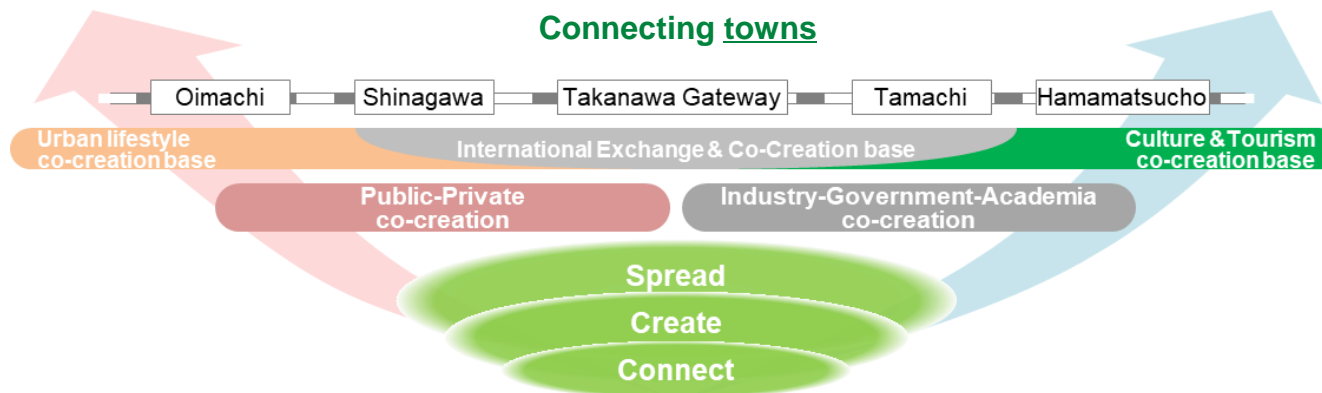 Connecting towns
Oimachi
Shinagawa
Takanawa Gateway
Tamachi
Hamamatsucho
Urban lifestyle
co-creation base
International Exchange & Co-Creation base
Culture & Tourism
co-creation base
Public-Private
co-creation
Industry-Government-Academia
co-creation
Spread
Create
Connect